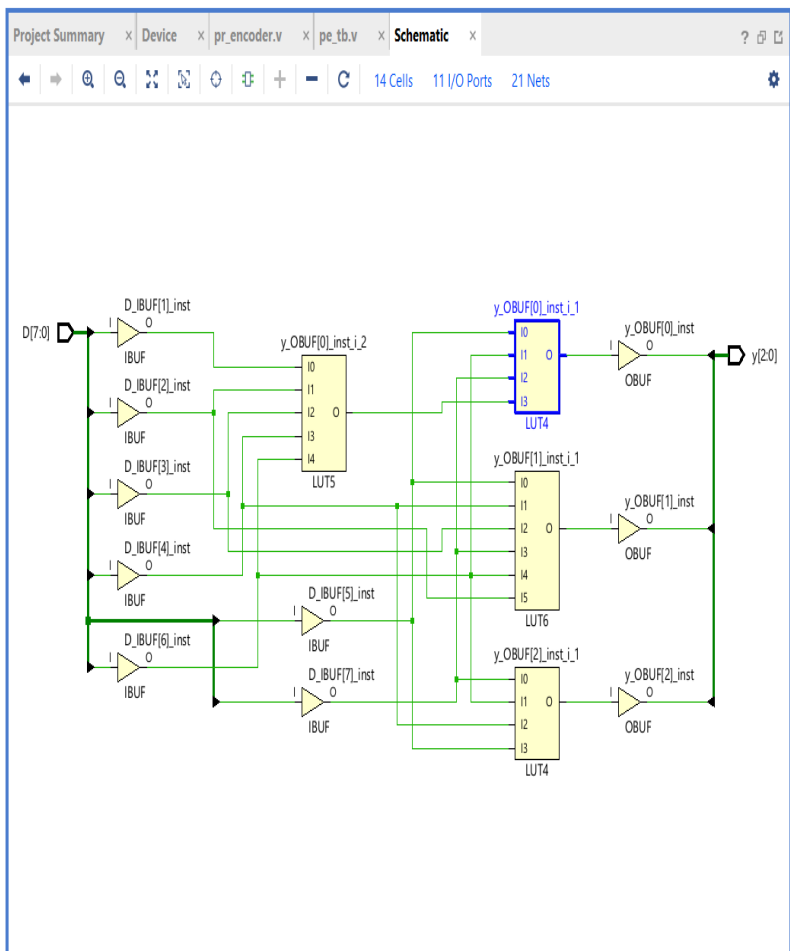 Project Summary × Device × pr_encoder.v × pe_tb.v × Schematic × ?
14 Cells 11 I/O Ports 21 Nets
D[7:0]
D_IBUF[1]_inst
I O
IBUF
D_IBUF[2]_inst
I O
IBUF
D_IBUF[3]_inst
I O
IBUF
D_IBUF[4]_inst
I O
IBUF
D_IBUF[6]_inst
I O
IBUF
y_OBUF[0]_inst_i_2
I0
I1
I2 O
I3
I4
LUT5
D_IBUF[5]_inst
I O
IBUF
D_IBUF[7]_inst
I O
IBUF
y_OBUF[0]_inst_i_1
I0
I1 O
I2
I3
LUT4
y_OBUF[1]_inst_i_1
I0
I1
I2 O
I3
I4
I5
LUT6
y_OBUF[2]_inst_i_1
I0
I1 O
I2
I3
LUT4
y_OBUF[0]_inst
I O
OBUF
y_OBUF[1]_inst
I O
OBUF
y_OBUF[2]_inst
I O
OBUF
y[2:0]